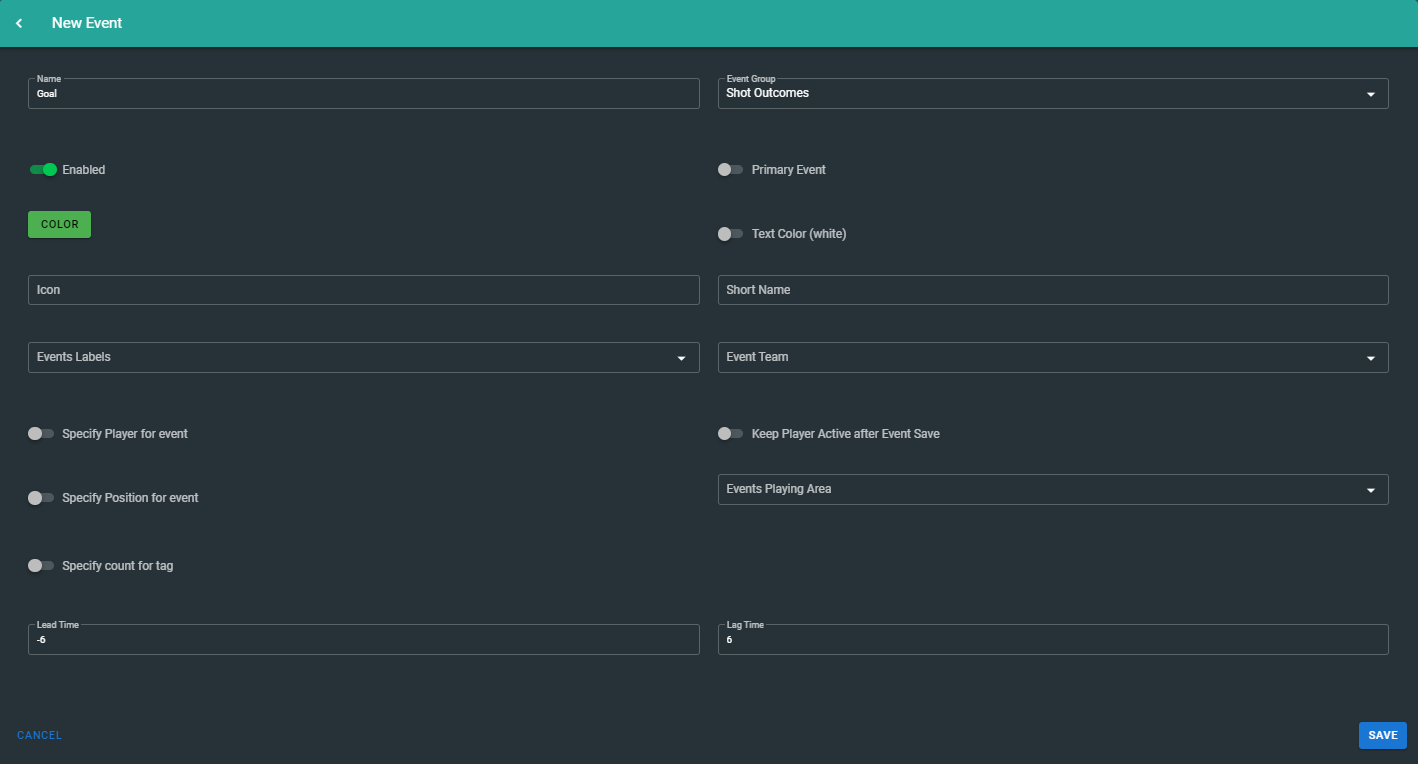 New Event
Name
Goal
Event Group
Shot Outcomes
Enabled
Primary Event
COLOR
Text Color (white)
Icon
Short Name
Events Labels
Event Team
Specify Player for event
Keep Player Active after Event Save
Specify Position for event
Events Playing Area
Specify count for tag
Lead Time
-6
Lag Time
6
CANCEL
SAVE